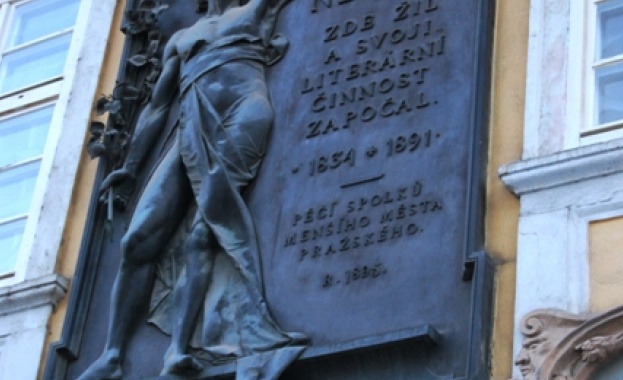 ZDE ŽIL
A SVOJI
LITERÁRNÍ
ČINNOST
ZAPOČAL.
* 1834 * 1891 ·
PÉČÍ SPOLKŮ
MENŠÍHO MĚSTA
PRAŽSKÉHO.
R. 1895.